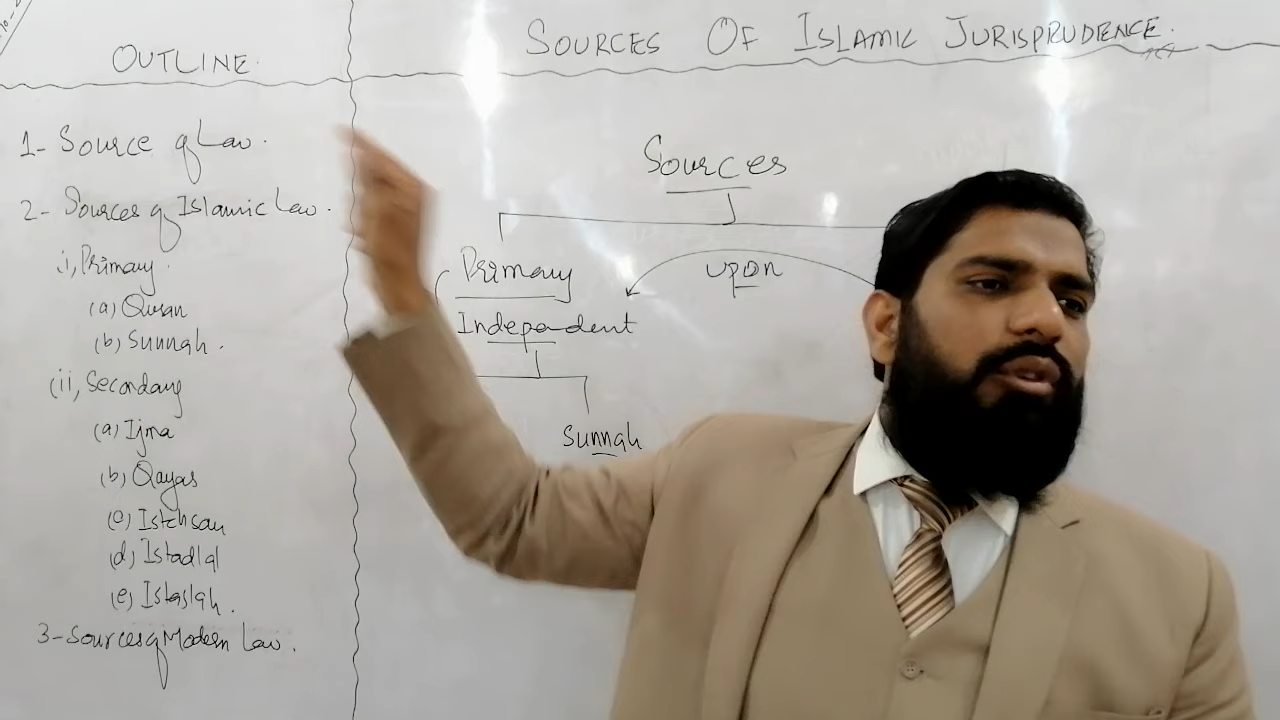 OUTLINE.
1- Source of Law.
2- Sources of Islamic Law.
i, Primary.
(a) Quran
(b) Sunnah.
(ii, Secondary
(a) Ijma
(b) Qayas
(c) Istehsan
(d) Istadlal
(e) Istaslah.
3- Sources of Modern Law.
SOURCES OF ISLAMIC JURISPRUDENCE.
Sources
Primary
upon
Independent
Sunnah